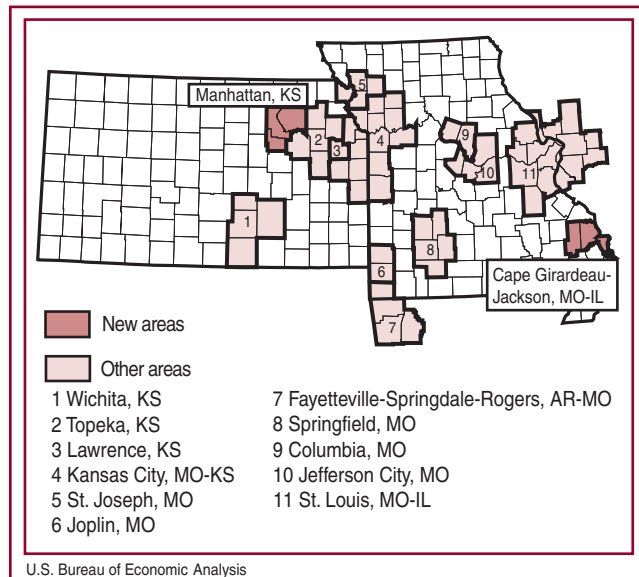 Manhattan, KS
5
2
3
4
9
10
11
1
8
6
7
Cape Girardeau-
Jackson, MO-IL
New areas
Other areas
1 Wichita, KS
2 Topeka, KS
3 Lawrence, KS
4 Kansas City, MO-KS
5 St. Joseph, MO
6 Joplin, MO
7 Fayetteville-Springdale-Rogers, AR-MO
8 Springfield, MO
9 Columbia, MO
10 Jefferson City, MO
11 St. Louis, MO-IL
U.S. Bureau of Economic Analysis